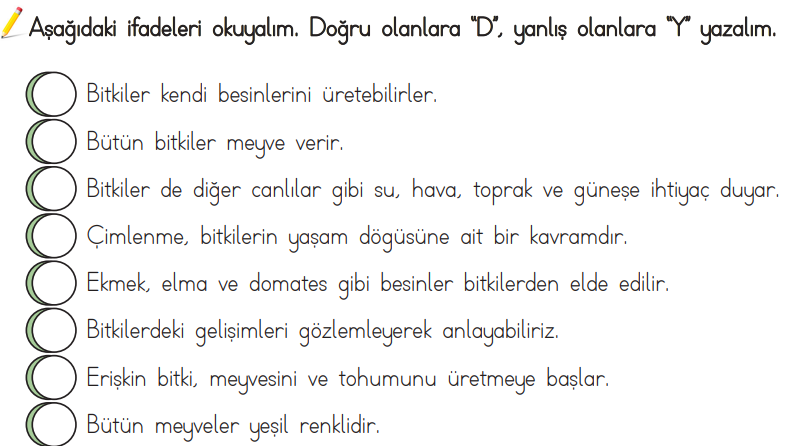 Aşağıdaki ifadeleri okuyalım. Doğru olanlara "D", yanlış olanlara "Y" yazalım.
Bitkiler kendi besinlerini üretebilirler.
Bütün bitkiler meyve verir.
Bitkiler de diğer canlılar gibi su, hava, toprak ve güneşe ihtiyaç duyar.
Çimlenme, bitkilerin yaşam dögüsüne ait bir kavramdır.
Ekmek, elma ve domates gibi besinler bitkilerden elde edilir.
Bitkilerdeki gelişimleri gözlemleyerek anlayabiliriz.
Erişkin bitki, meyvesini ve tohumunu üretmeye başlar.
Bütün meyveler yeşil renklidir.